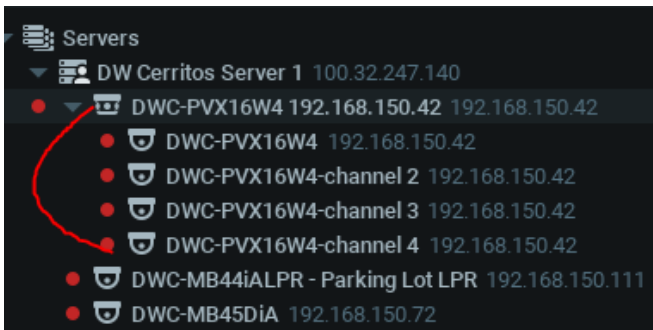 Servers
DW Cerritos Server 1 100.32.247.140
DWC-PVX16W4 192.168.150.42 192.168.150.42
DWC-PVX16W4 192.168.150.42
DWC-PVX16W4-channel 2 192.168.150.42
DWC-PVX16W4-channel 3 192.168.150.42
DWC-PVX16W4-channel 4 192.168.150.42
DWC-MB44iALPR - Parking Lot LPR 192.168.150.111
DWC-MB45DiA 192.168.150.72